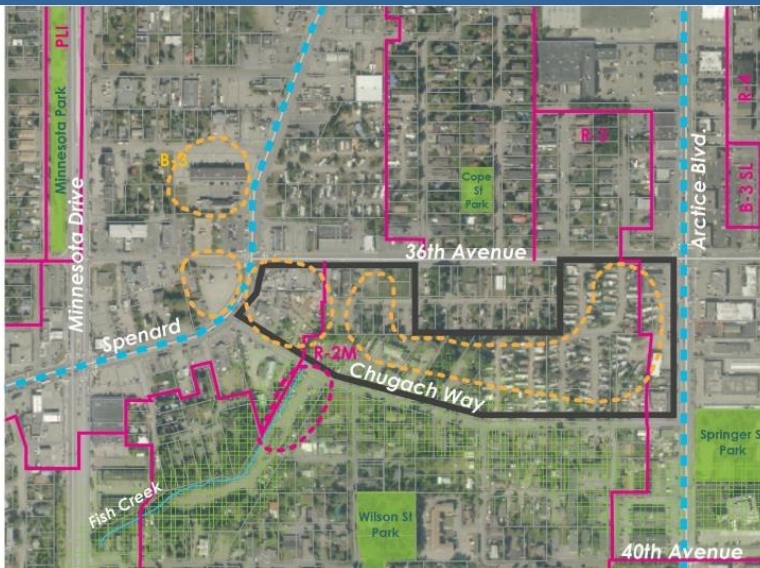 PLI
Minnesota Park
Minnesota Drive
B-3
Cope
St
Park
R-4
B-3 SL
Arctice Blvd.
36th Avenue
Spenard
R-2M
Chugach Way
Fish Creek
Wilson St
Park
Springer S
Park
40th Avenue